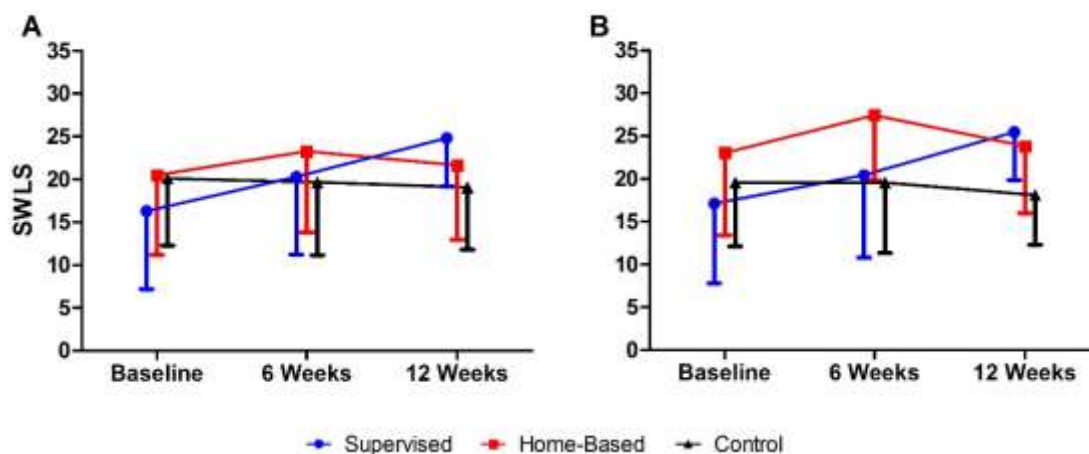 A
35
30
25
20
15
10
5
0
SWLS
Baseline
6 Weeks
12 Weeks
B
35
30
25
20
15
10
5
0
Baseline
6 Weeks
12 Weeks
Supervised
Home-Based
Control